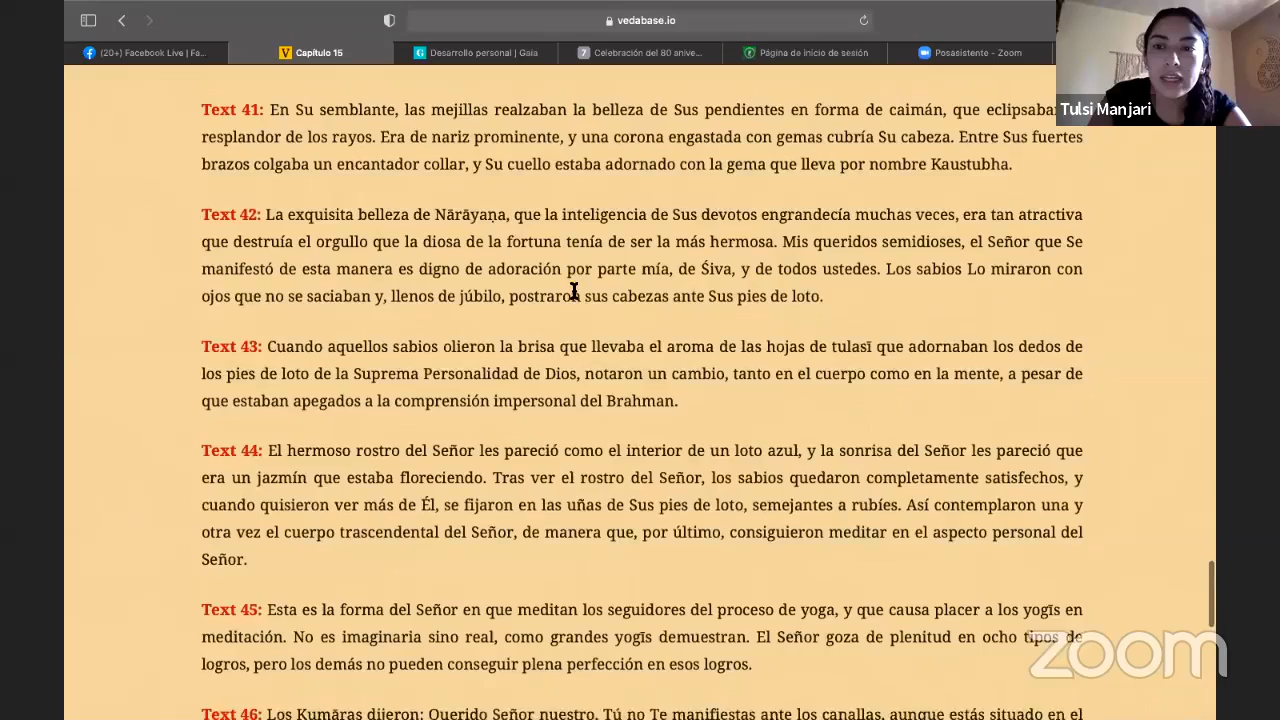 vedabase.io
(20+) Facebook Live | Fa...
Capítulo 15
Desarrollo personal | Gaia
Celebración del 80 anive...
Página de inicio de sesión
Posasistente - Zoom
Tulsi Manjari
Text 41: En Su semblante, las mejillas realzaban la belleza de Sus pendientes en forma de caimán, que eclipsaba
resplandor de los rayos. Era de nariz prominente, y una corona engastada con gemas cubría Su cabeza. Entre Sus fuertes
brazos colgaba un encantador collar, y Su cuello estaba adornado con la gema que lleva por nombre Kaustubha.
Text 42: La exquisita belleza de Nārāyaṇa, que la inteligencia de Sus devotos engrandecía muchas veces, era tan atractiva
que destruía el orgullo que la diosa de la fortuna tenía de ser la más hermosa. Mis queridos semidioses, el Señor que Se
manifestó de esta manera es digno de adoración por parte mía, de Śiva, y de todos ustedes. Los sabios Lo miraron con
ojos que no se saciaban y, llenos de júbilo, postraron sus cabezas ante Sus pies de loto.
Text 43: Cuando aquellos sabios olieron la brisa que llevaba el aroma de las hojas de tulasī que adornaban los dedos de
los pies de loto de la Suprema Personalidad de Dios, notaron un cambio, tanto en el cuerpo como en la mente, a pesar de
que estaban apegados a la comprensión impersonal del Brahman.
Text 44: El hermoso rostro del Señor les pareció como el interior de un loto azul, y la sonrisa del Señor les pareció que
era un jazmín que estaba floreciendo. Tras ver el rostro del Señor, los sabios quedaron completamente satisfechos, y
cuando quisieron ver más de Él, se fijaron en las uñas de Sus pies de loto, semejantes a rubíes. Así contemplaron una y
otra vez el cuerpo trascendental del Señor, de manera que, por último, consiguieron meditar en el aspecto personal del
Señor.
Text 45: Esta es la forma del Señor en que meditan los seguidores del proceso de yoga, y que causa placer a los yogīs en
meditación. No es imaginaria sino real, como grandes yogīs demuestran. El Señor goza de plenitud en ocho tipos de
logros, pero los demás no pueden conseguir plena perfección en esos logros.
zoom
Text 46: Los Kumāras dijeron: Querido Señor nuestro, Tú no Te manifiestas ante los canallas, aunque estás situado en el